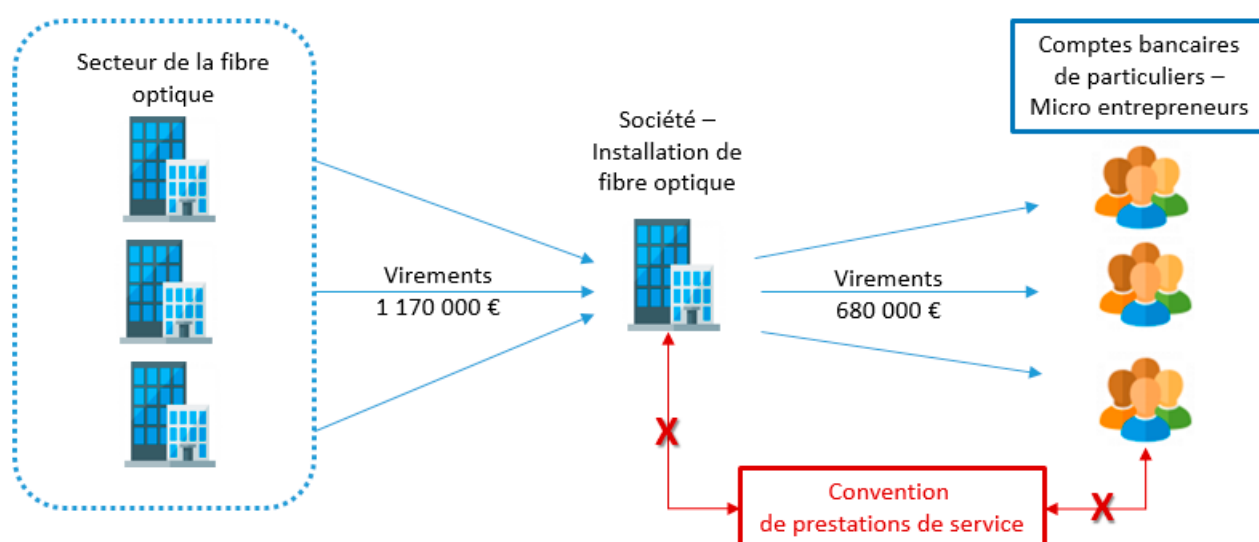 Secteur de la fibre
optique
Virements
1 170 000 €
Société –
Installation de
fibre optique
Virements
680 000 €
Comptes bancaires
de particuliers –
Micro entrepreneurs
X
X
Convention
de prestations de service